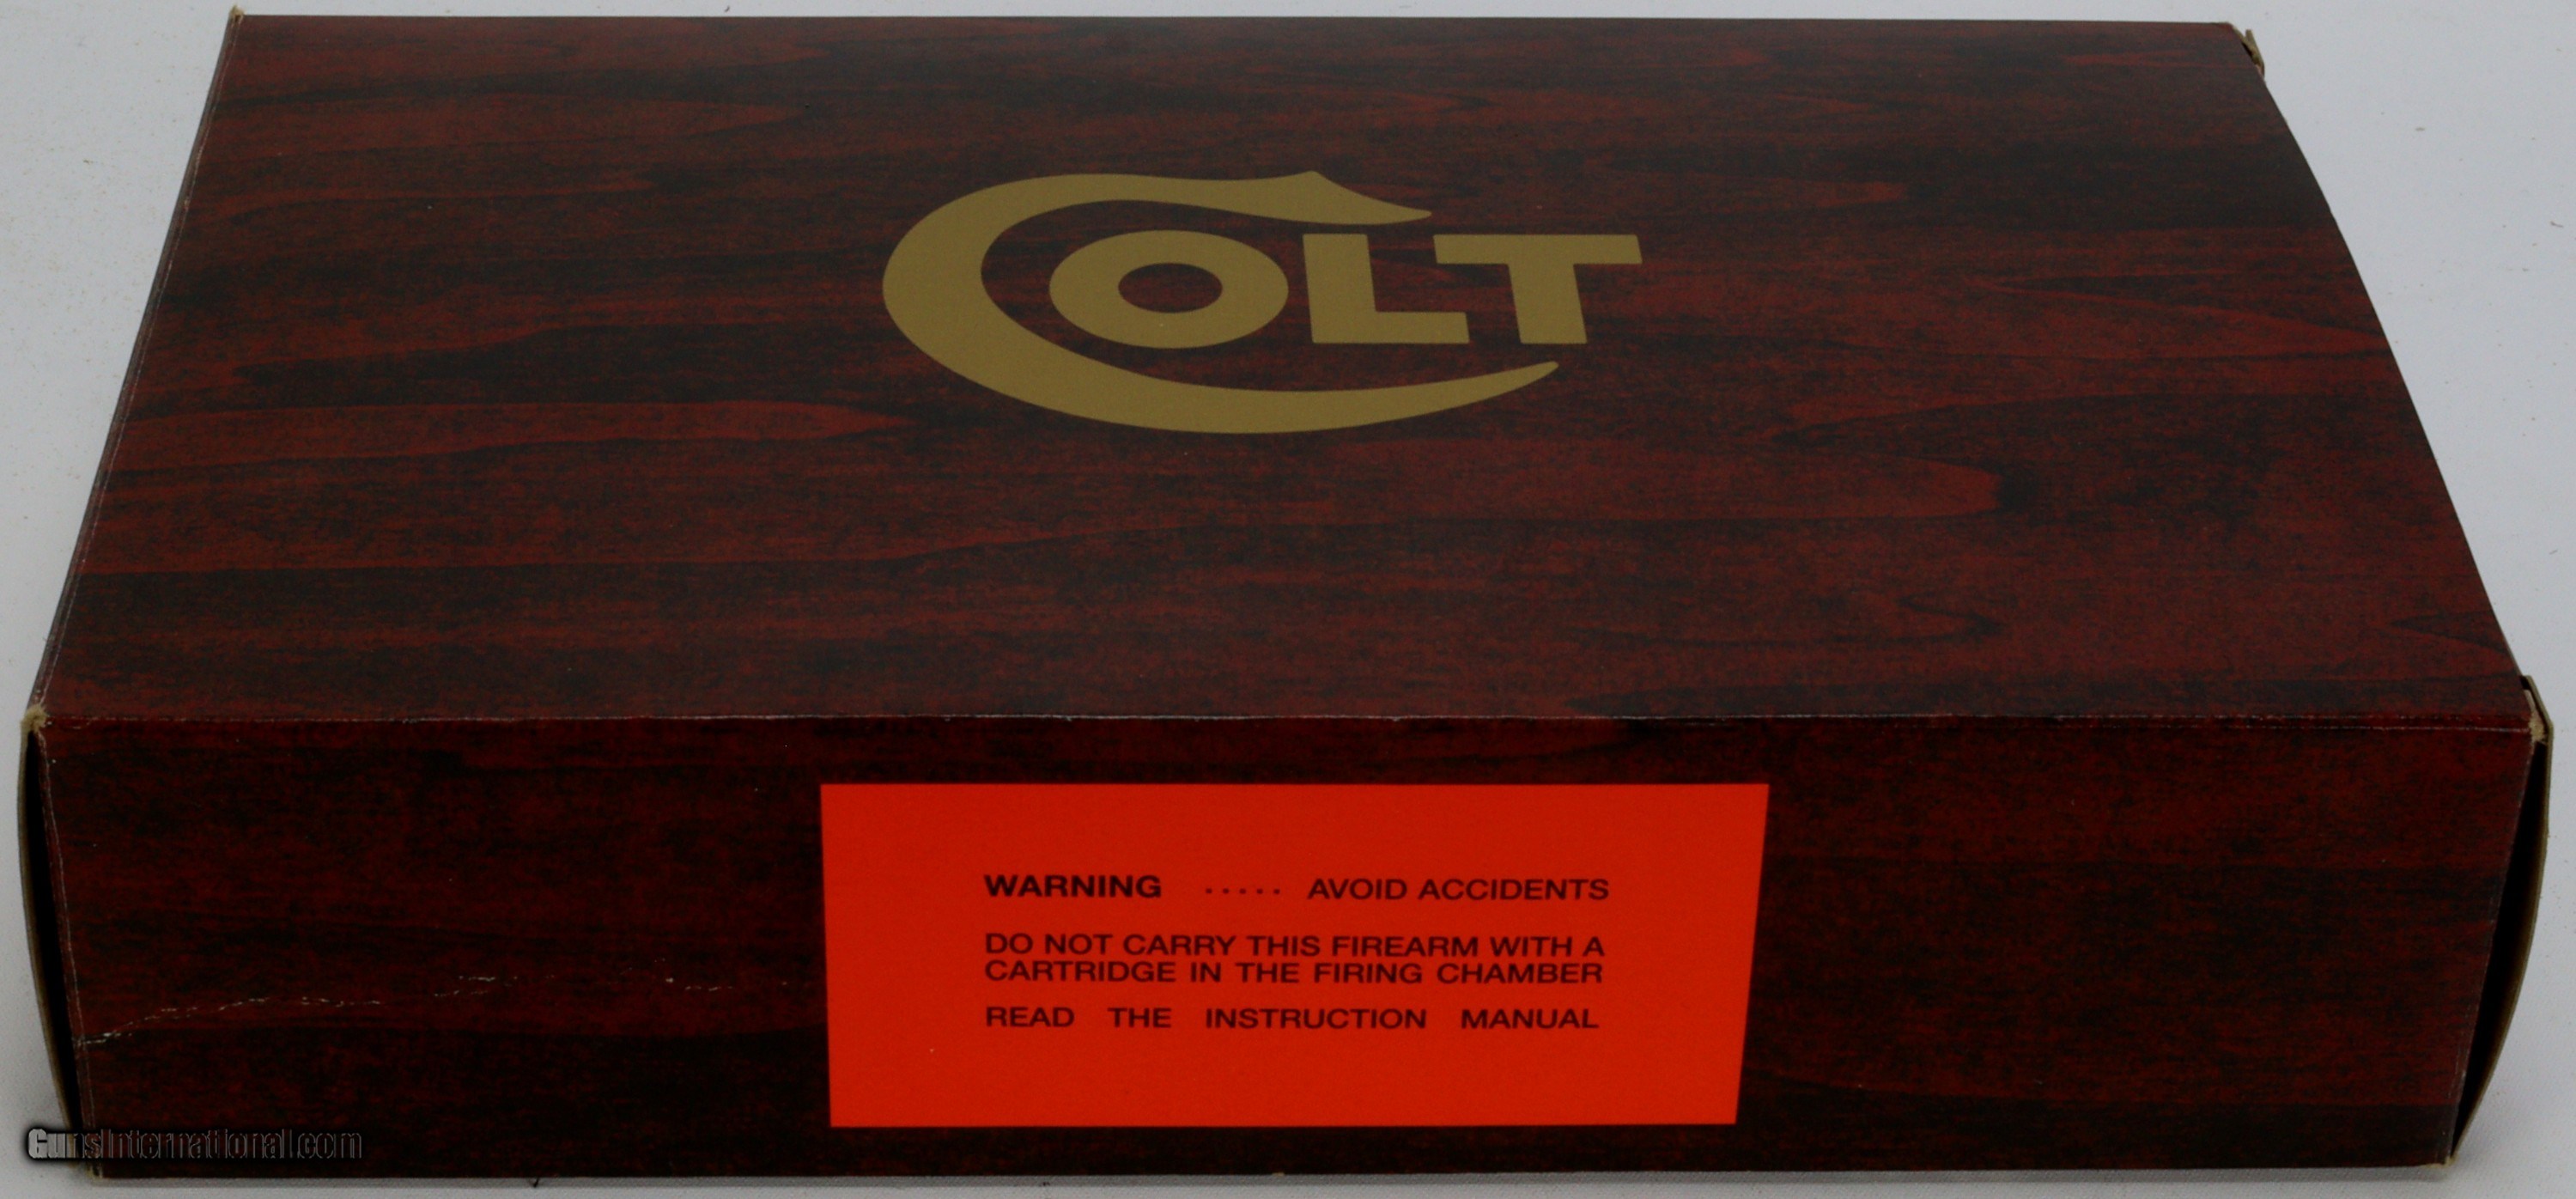 COLT
WARNING ..... AVOID ACCIDENTS
DO NOT CARRY THIS FIREARM WITH A
CARTRIDGE IN THE FIRING CHAMBER
READ THE INSTRUCTION MANUAL
GunsInternational.com